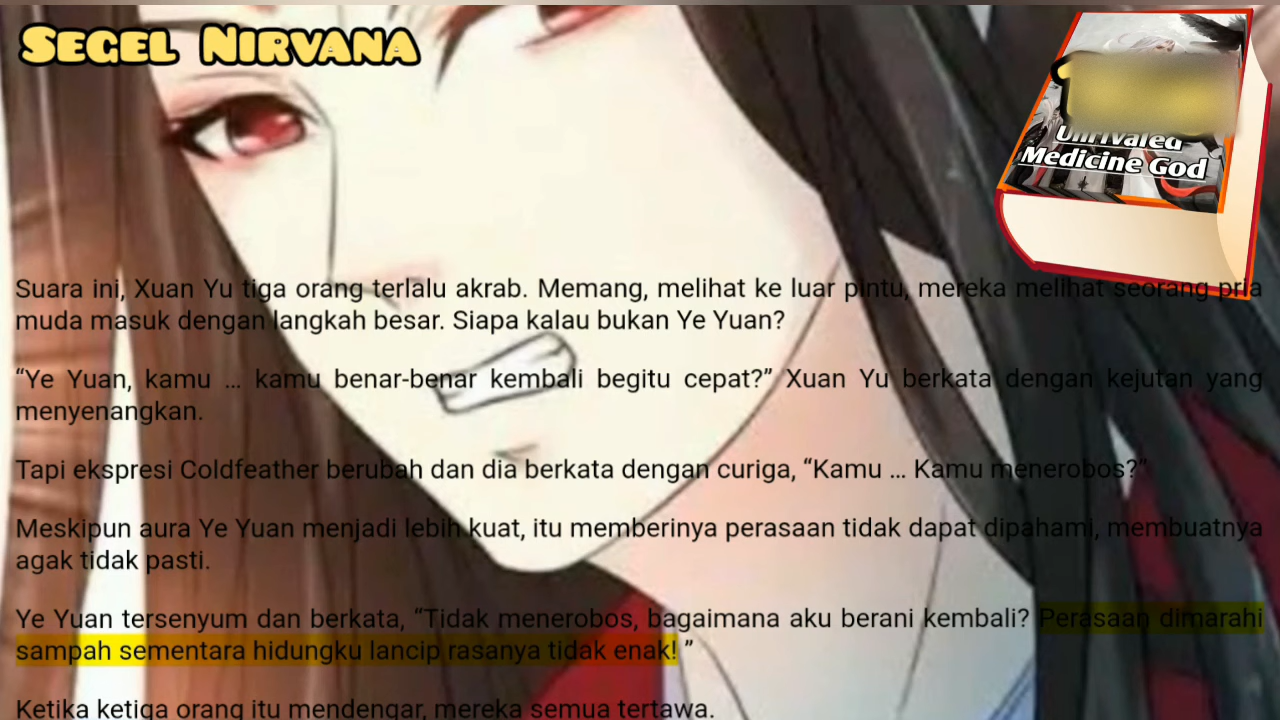 SEGEL NIRVANA
Unrivaled
Medicine God
Suara ini, Xuan Yu tiga orang terlalu akrab. Memang, melihat ke luar pintu, mereka melihat seorang pria
muda masuk dengan langkah besar. Siapa kalau bukan Ye Yuan?
“Ye Yuan, kamu ... kamu benar-benar kembali begitu cepat?” Xuan Yu berkata dengan kejutan yang
menyenangkan.
Tapi ekspresi Coldfeather berubah dan dia berkata dengan curiga, “Kamu ... Kamu menerobos?”
Meskipun aura Ye Yuan menjadi lebih kuat, itu memberinya perasaan tidak dapat dipahami, membuatnya
agak tidak pasti.
Ye Yuan tersenyum dan berkata, “Tidak menerobos, bagaimana aku berani kembali? Perasaan dimarahi
sampah sementara hidungku lancip rasanya tidak enak! ”
Ketika ketiga orang itu mendengar, mereka semua tertawa.